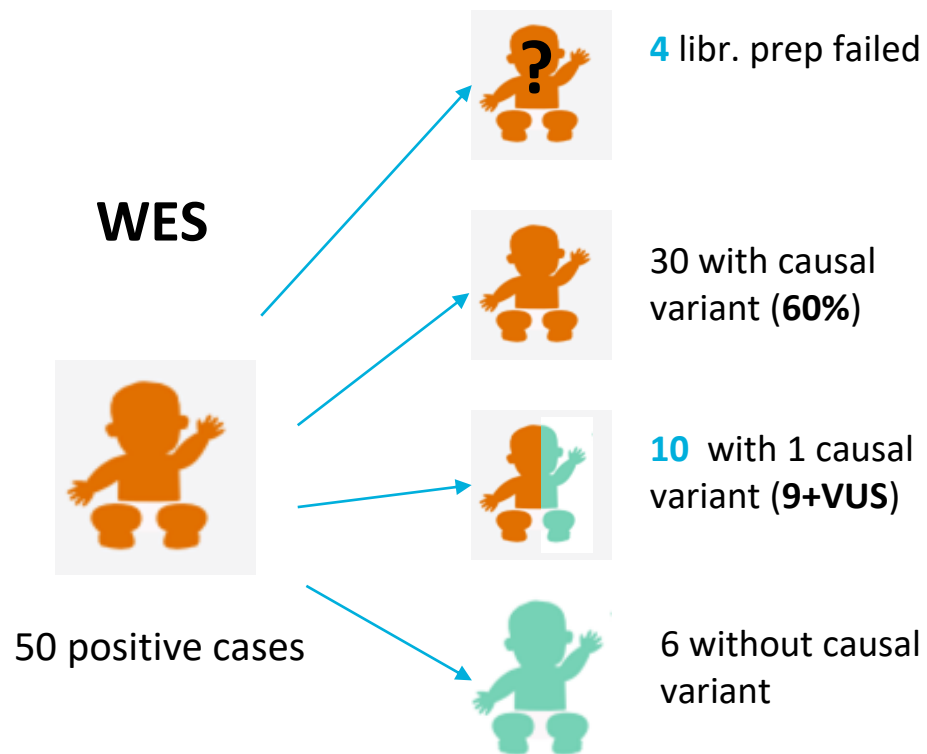 WES
50 positive cases
?
4 libr. prep failed
30 with causal
variant (60%)
10 with 1 causal
variant (9+VUS)
6 without causal
variant